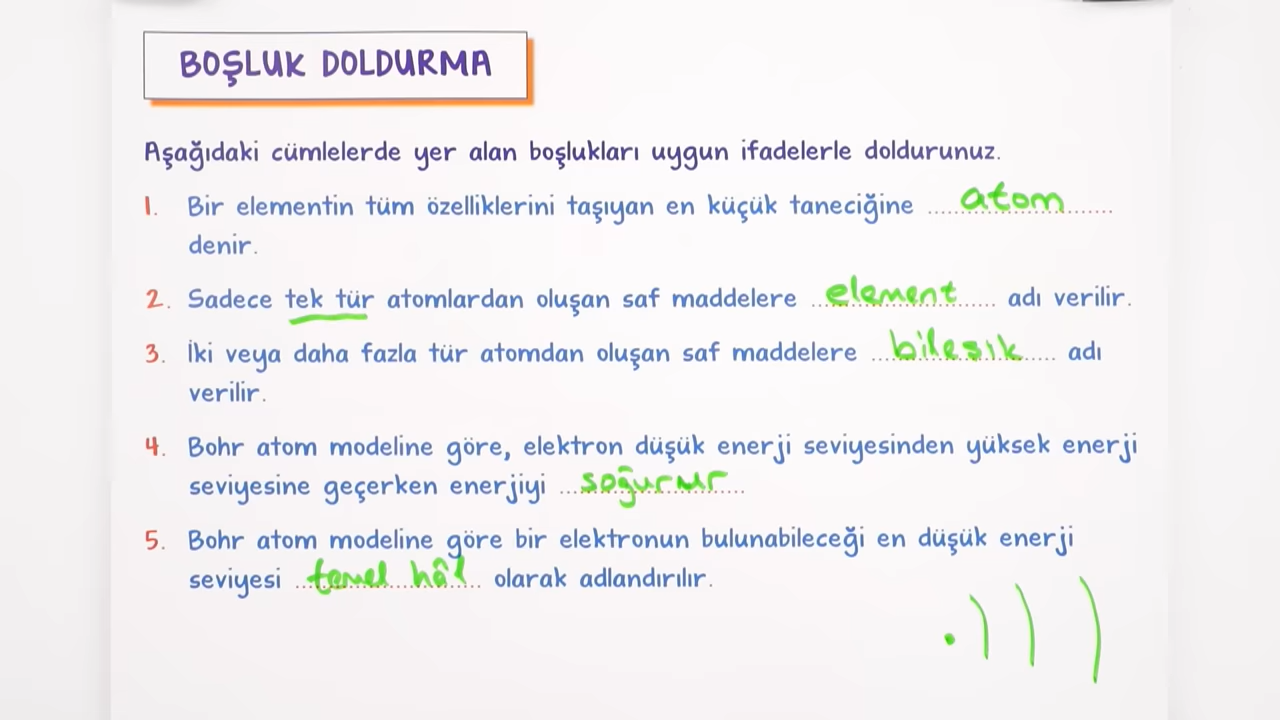 BOŞLUK DOLDURMA
Aşağıdaki cümlelerde yer alan boşlukları uygun ifadelerle doldurunuz.
1. Bir elementin tüm özelliklerini taşıyan en küçük taneciğine ...atom...
denir.
2. Sadece tek tür atomlardan oluşan saf maddelere ...element... adı verilir.
3. İki veya daha fazla tür atomdan oluşan saf maddelere ...bileşik... adı
verilir.
4. Bohr atom modeline göre, elektron düşük enerji seviyesinden yüksek enerji
seviyesine geçerken enerjiyi ...soğurur...
5. Bohr atom modeline göre bir elektronun bulunabileceği en düşük enerji
seviyesi ...temel hâl... olarak adlandırılır.